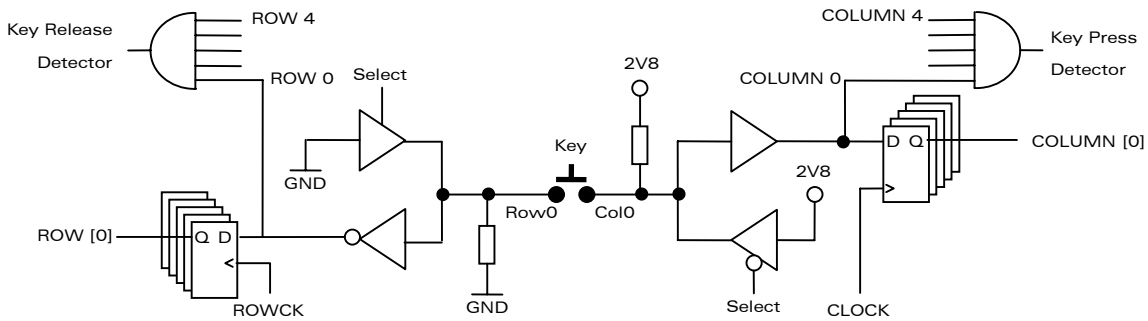 Key Release
Detector
ROW 4
ROW 0
Select
GND
ROW [0]
Q D
ROWCK
GND
Row0
Key
Col0
2V8
COLUMN 4
COLUMN 0
Key Press
Detector
D Q
COLUMN [0]
2V8
Select
CLOCK